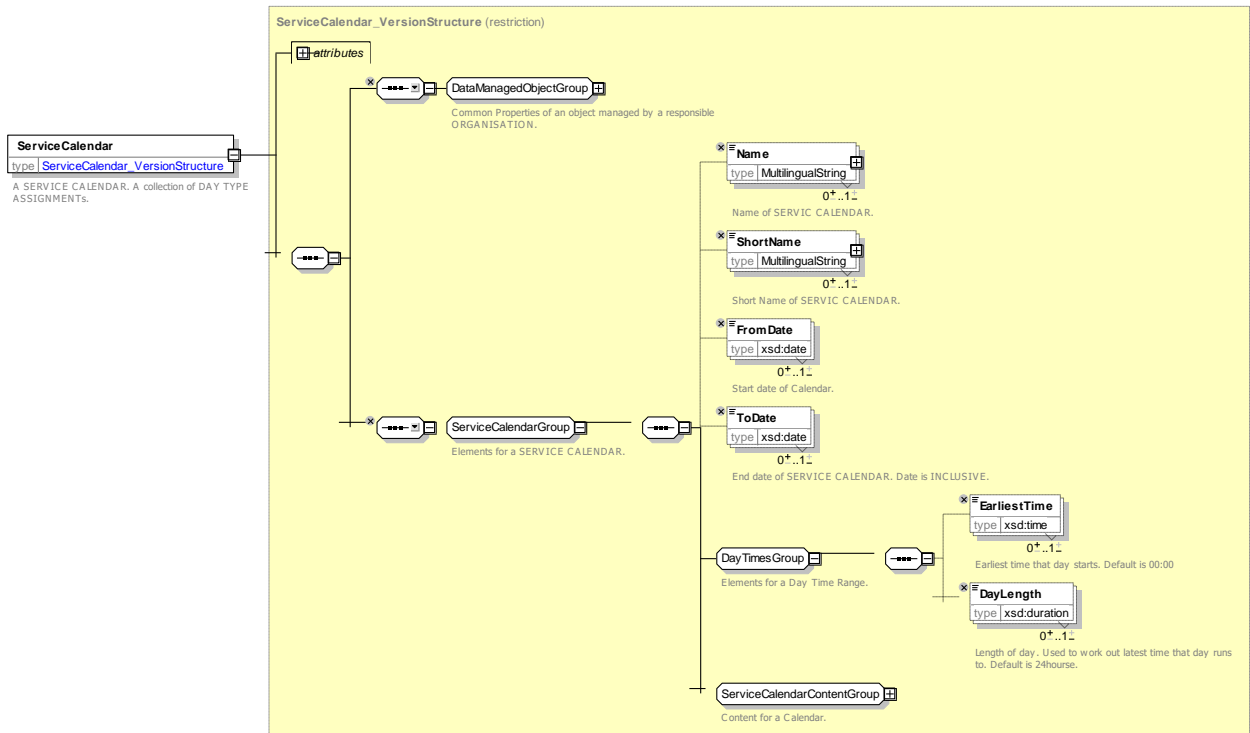 ServiceCalendar_VersionStructure (restriction)
attributes
DataManagedObjectGroup
Common Properties of an object managed by a responsible
ORGANISATION.
ServiceCalendar
type ServiceCalendar_VersionStructure
A SERVICE CALENDAR. A collection of DAY TYPE
ASSIGNMENTs.
Name
type MultilingualString
0..1
Name of SERVIC CALENDAR.
ShortName
type MultilingualString
0..1
Short Name of SERVIC CALENDAR.
FromDate
type xsd:date
0..1
Start date of Calendar.
ServiceCalendarGroup
Elements for a SERVICE CALENDAR.
ToDate
type xsd:date
0..1
End date of SERVICE CALENDAR. Date is INCLUSIVE.
DayTimesGroup
Elements for a Day Time Range.
EarliestTime
type xsd:time
0..1
Earliest time that day starts. Default is 00:00
DayLength
type xsd:duration
0..1
Length of day. Used to work out latest time that day runs
to. Default is 24hourse.
ServiceCalendarContentGroup
Content for a Calendar.